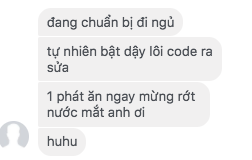 đang chuẩn bị đi ngủ
tự nhiên bật dậy lôi code ra
sửa
1 phát ăn ngay mừng rớt
nước mắt anh ơi
huhu